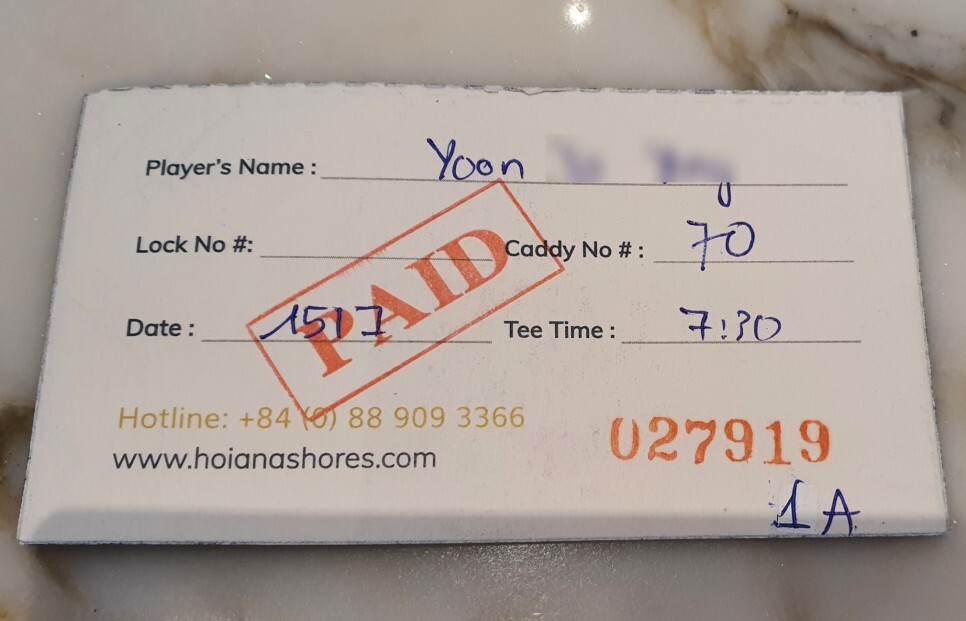 Player's Name : Yoon
Lock No #: Caddy No # : 70
PAID
Date : 15/7 Tee Time : 7:30
Hotline: +84 (0) 88 909 3366
www.hoianashores.com
027919
1A